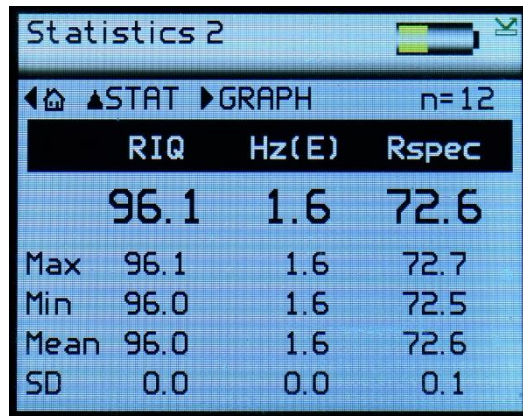 Statistics 2
STAT GRAPH n=12
RIQ Hz(E) Rspec
96.1 1.6 72.6
Max 96.1 1.6 72.7
Min 96.0 1.6 72.5
Mean 96.0 1.6 72.6
SD 0.0 0.0 0.1